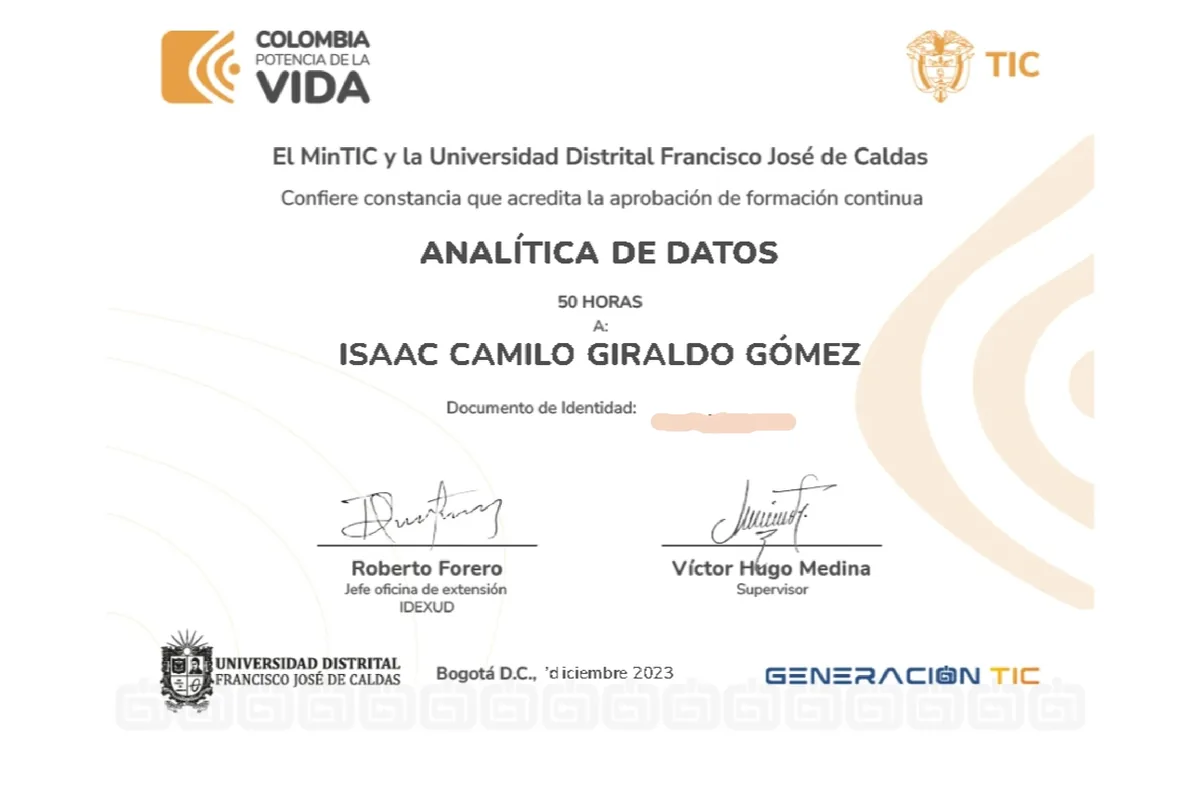 COLOMBIA
POTENCIA DE LA
VIDA
TIC
El MinTIC y la Universidad Distrital Francisco José de Caldas
Confiere constancia que acredita la aprobación de formación continua
ANALÍTICA DE DATOS
50 HORAS
A:
ISAAC CAMILO GIRALDO GÓMEZ
Documento de Identidad:
Roberto Forero
Jefe oficina de extensión
IDEXUD
Víctor Hugo Medina
Supervisor
UNIVERSIDAD DISTRITAL
FRANCISCO JOSÉ DE CALDAS
Bogotá D.C., diciembre 2023
GENERACIÓN TIC